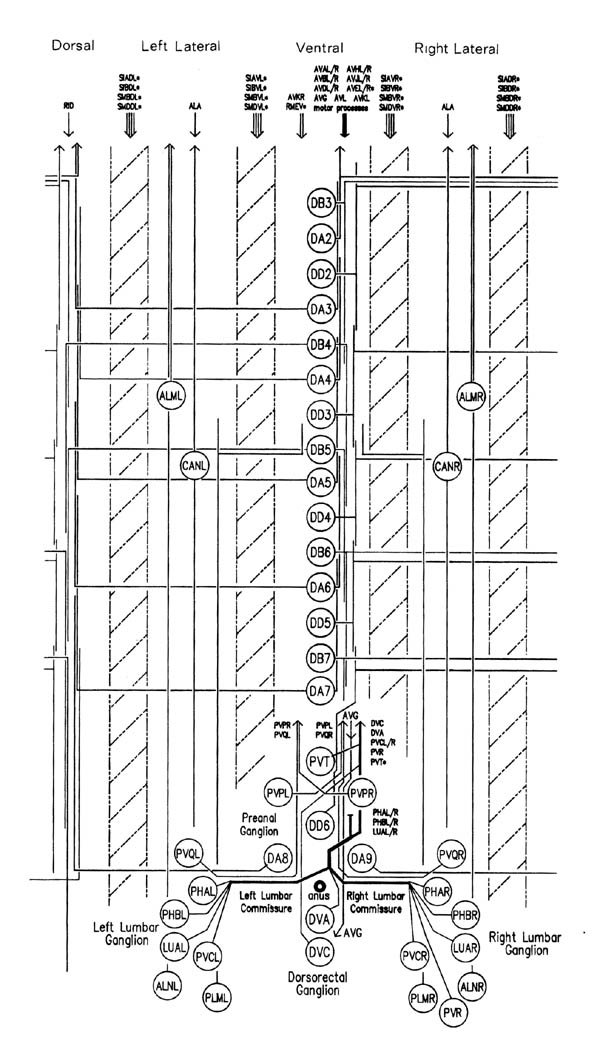 Dorsal Left Lateral Ventral Right Lateral
SIADL*
SIBDL*
SMBDL*
SMDDL*
SIAVL*
SIBVL*
SMBVL*
SMDVL*
AVAL/R AVHL/R
AVBL/R AVJL/R
AVDL/R AVEL/R*
AVG AVL AVKL
motor processes
AVKR
RMEV*
SIAVR*
SIBVR*
SMBVR*
SMDVR*
SIADR*
SIBDR*
SMBDR*
SMDDR*
RID
ALA
ALA
DB3
DA2
DD2
DA3
DB4
DA4
ALML
ALMR
DD3
DB5
CANL
CANR
DA5
DD4
DB6
DA6
DD5
DB7
DA7
PVPR
PVQL
PVPL
PVQR
AVG
DVC
DVA
PVCL/R
PVR
PVT*
PVT
PVPL
PVPR
Preanal
Ganglion
DD6
PHAL/R
PHBL/R
LUAL/R
PVQL
DA8
DA9
PVQR
PHAL
PHAR
Left Lumbar
Commissure
anus
Right Lumbar
Commissure
PHBL
PHBR
Left Lumbar
Ganglion
DVA
AVG
Right Lumbar
Ganglion
LUAL
PVCL
DVC
PVCR
LUAR
Dorsorectal
Ganglion
ALNL
PLML
PLMR
ALNR
PVR